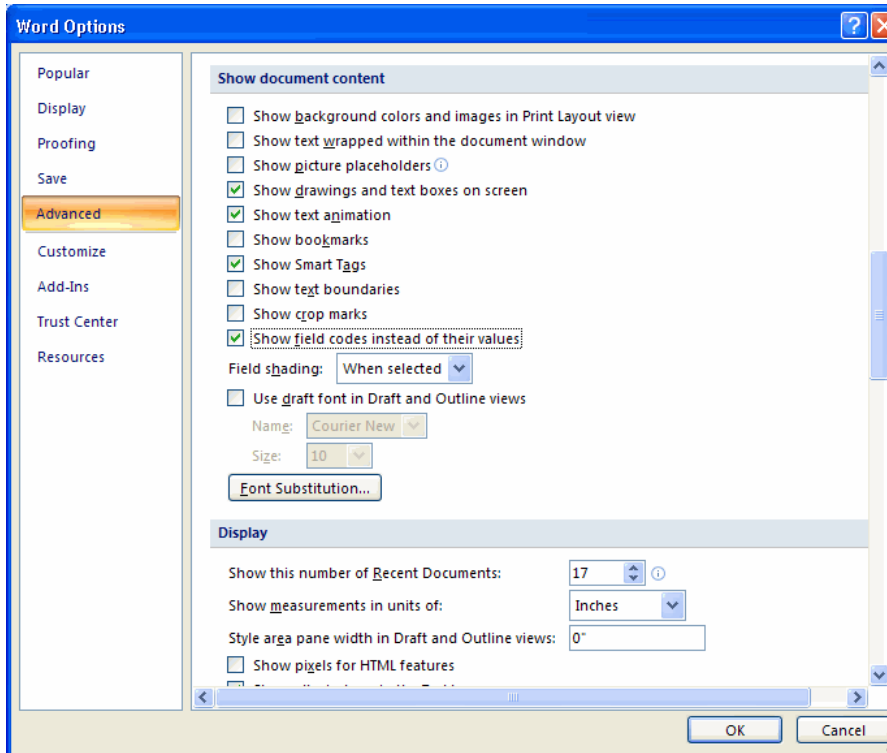 Word Options
Popular
Display
Proofing
Save
Advanced
Customize
Add-Ins
Trust Center
Resources
Show document content
Show background colors and images in Print Layout view
Show text wrapped within the document window
Show picture placeholders
Show drawings and text boxes on screen
Show text animation
Show bookmarks
Show Smart Tags
Show text boundaries
Show crop marks
Show field codes instead of their values
Field shading: When selected
Use draft font in Draft and Outline views
Name: Courier New
Size: 10
Font Substitution...
Display
Show this number of Recent Documents: 17
Show measurements in units of: Inches
Style area pane width in Draft and Outline views: 0"
Show pixels for HTML features
OK Cancel